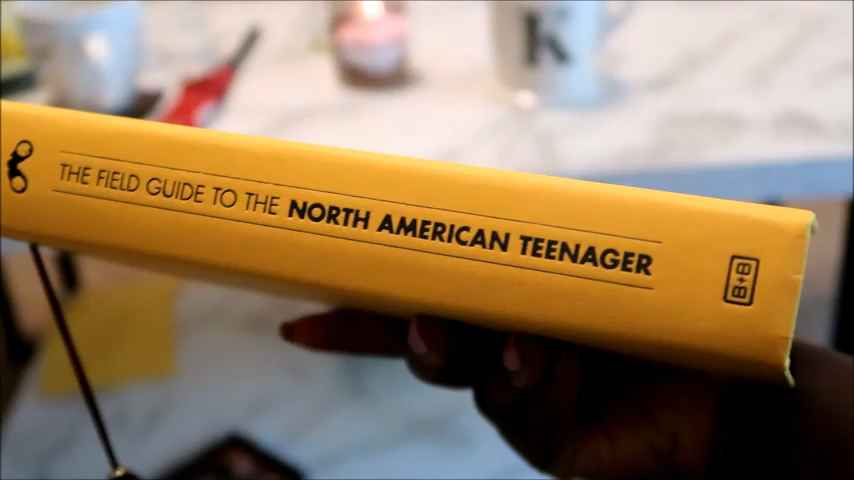 THE FIELD GUIDE TO THE NORTH AMERICAN TEENAGER
B+B
K